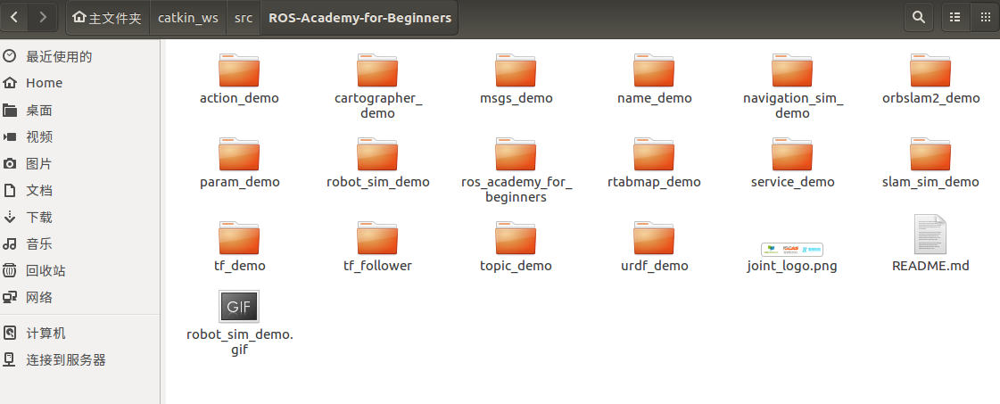 主文件夹 catkin_ws src ROS-Academy-for-Beginners
最近使用的
Home
桌面
视频
图片
文档
下载
音乐
回收站
网络
计算机
连接到服务器
action_demo
cartographer_
demo
msgs_demo
name_demo
navigation_sim_
demo
orbslam2_demo
param_demo
robot_sim_demo
ros_academy_for_
beginners
rtabmap_demo
service_demo
slam_sim_demo
tf_demo
tf_follower
topic_demo
urdf_demo
joint_logo.png
README.md
GIF
robot_sim_demo.
gif